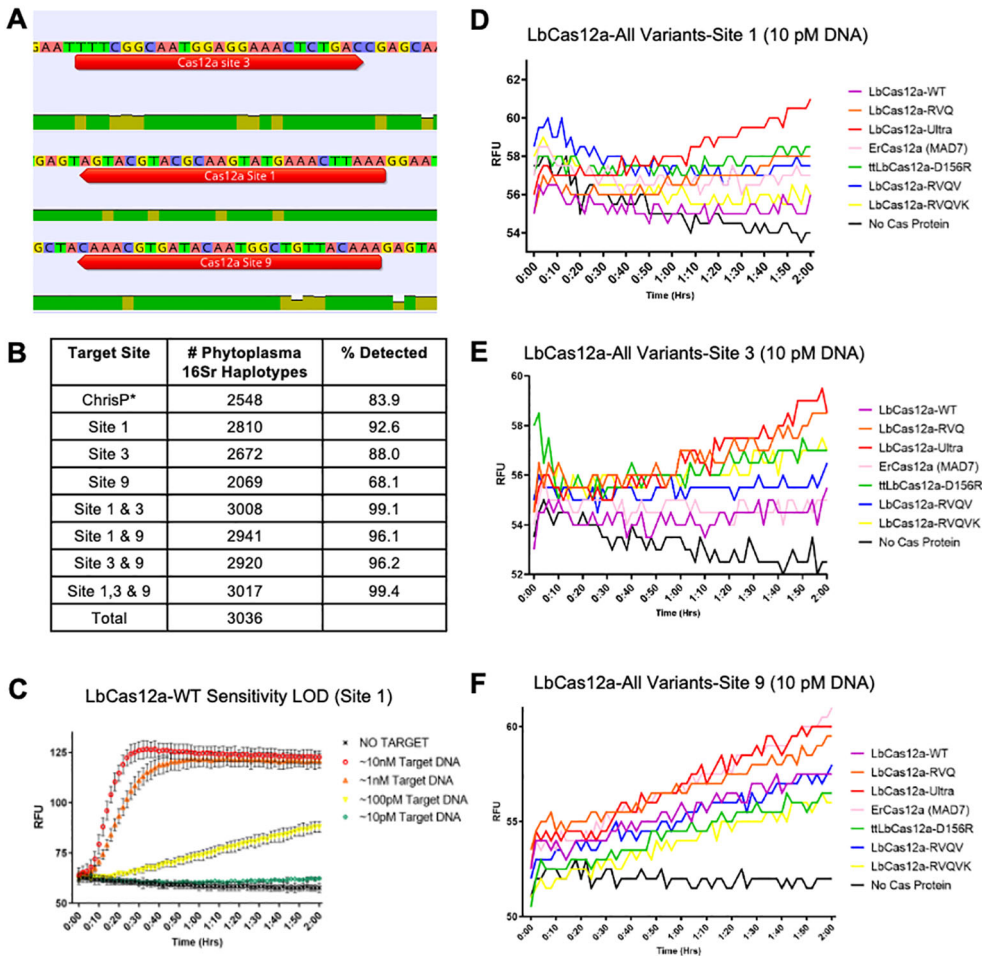 A
GAATTTTCGGCAATGGAGGAAACTCTGACCGAGCAA
Cas12a site 3
GAGTAGTACGTACGCAAGTATGAAACTTAAAGGAAT
Cas12a Site 1
GCTACAAACGTGATACAATGGCTGTTACAAAGAGTA
Cas12a Site 9
B
Target Site # Phytoplasma 16Sr Haplotypes % Detected
ChrisP* 2548 83.9
Site 1 2810 92.6
Site 3 2672 88.0
Site 9 2069 68.1
Site 1 & 3 3008 99.1
Site 1 & 9 2941 96.1
Site 3 & 9 2920 96.2
Site 1,3 & 9 3017 99.4
Total 3036
C
LbCas12a-WT Sensitivity LOD (Site 1)
RFU
125
100
75
50
0:00 0:10 0:20 0:30 0:40 0:50 1:00 1:10 1:20 1:30 1:40 1:50 2:00
Time (Hrs)
NO TARGET
~10nM Target DNA
~1nM Target DNA
~100pM Target DNA
~10pM Target DNA
D
LbCas12a-All Variants-Site 1 (10 pM DNA)
RFU
62
60
58
56
54
0:00 0:10 0:20 0:30 0:40 0:50 1:00 1:10 1:20 1:30 1:40 1:50 2:00
Time (Hrs)
LbCas12a-WT
LbCas12a-RVQ
LbCas12a-Ultra
ErCas12a (MAD7)
ttLbCas12a-D156R
LbCas12a-RVQV
LbCas12a-RVQVK
No Cas Protein
E
LbCas12a-All Variants-Site 3 (10 pM DNA)
RFU
60
58
56
54
52
0:00 0:10 0:20 0:30 0:40 0:50 1:00 1:10 1:20 1:30 1:40 1:50 2:00
Time (Hrs)
LbCas12a-WT
LbCas12a-RVQ
LbCas12a-Ultra
ErCas12a (MAD7)
ttLbCas12a-D156R
LbCas12a-RVQV
LbCas12a-RVQVK
No Cas Protein
F
LbCas12a-All Variants-Site 9 (10 pM DNA)
RFU
60
55
50
0:00 0:10 0:20 0:30 0:40 0:50 1:00 1:10 1:20 1:30 1:40 1:50 2:00
Time (Hrs)
LbCas12a-WT
LbCas12a-RVQ
LbCas12a-Ultra
ErCas12a (MAD7)
ttLbCas12a-D156R
LbCas12a-RVQV
LbCas12a-RVQVK
No Cas Protein